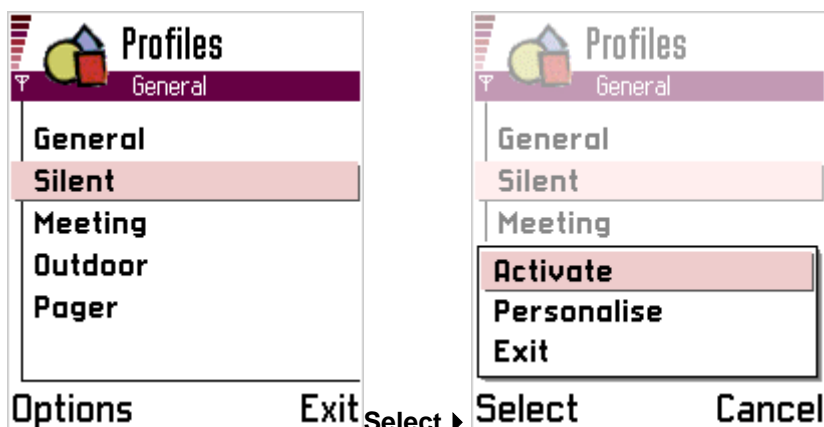 Profiles
General
General
Silent
Meeting
Outdoor
Pager
Options Exit
Select
Profiles
General
General
Silent
Meeting
Activate
Personalise
Exit
Select Cancel